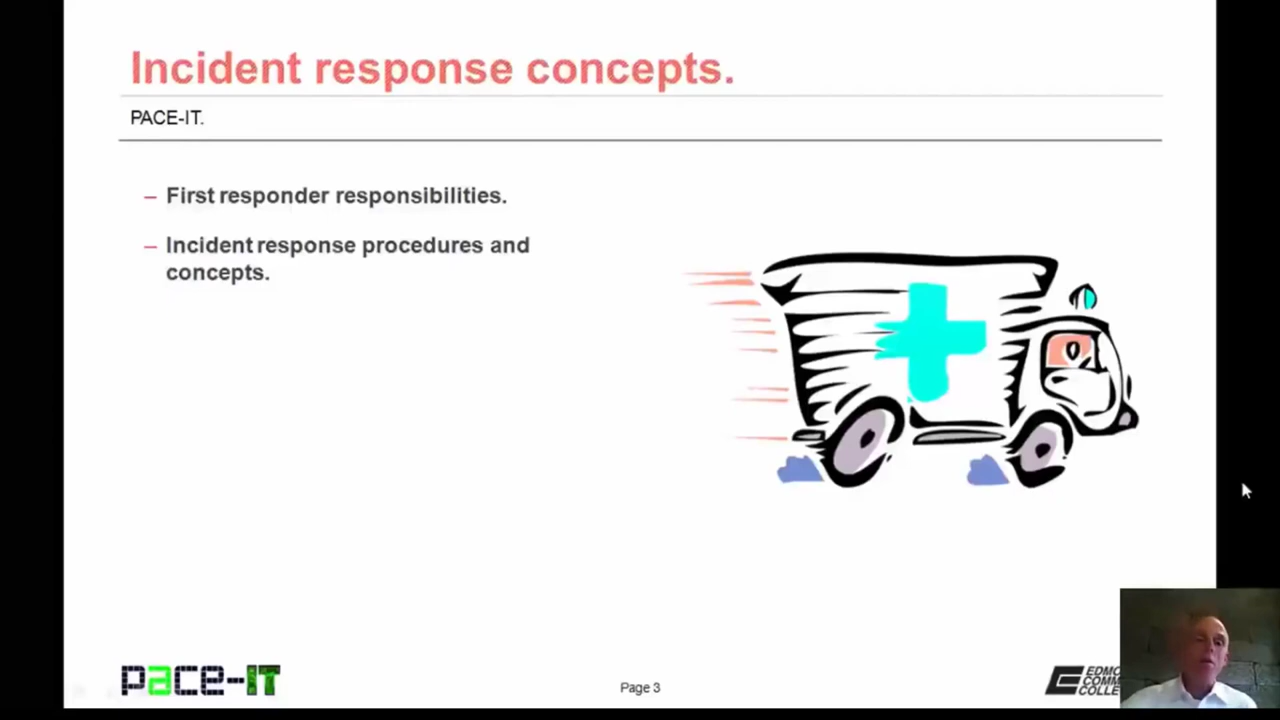 Incident response concepts.
PACE-IT.
– First responder responsibilities.
– Incident response procedures and
concepts.
pace-IT
Page 3